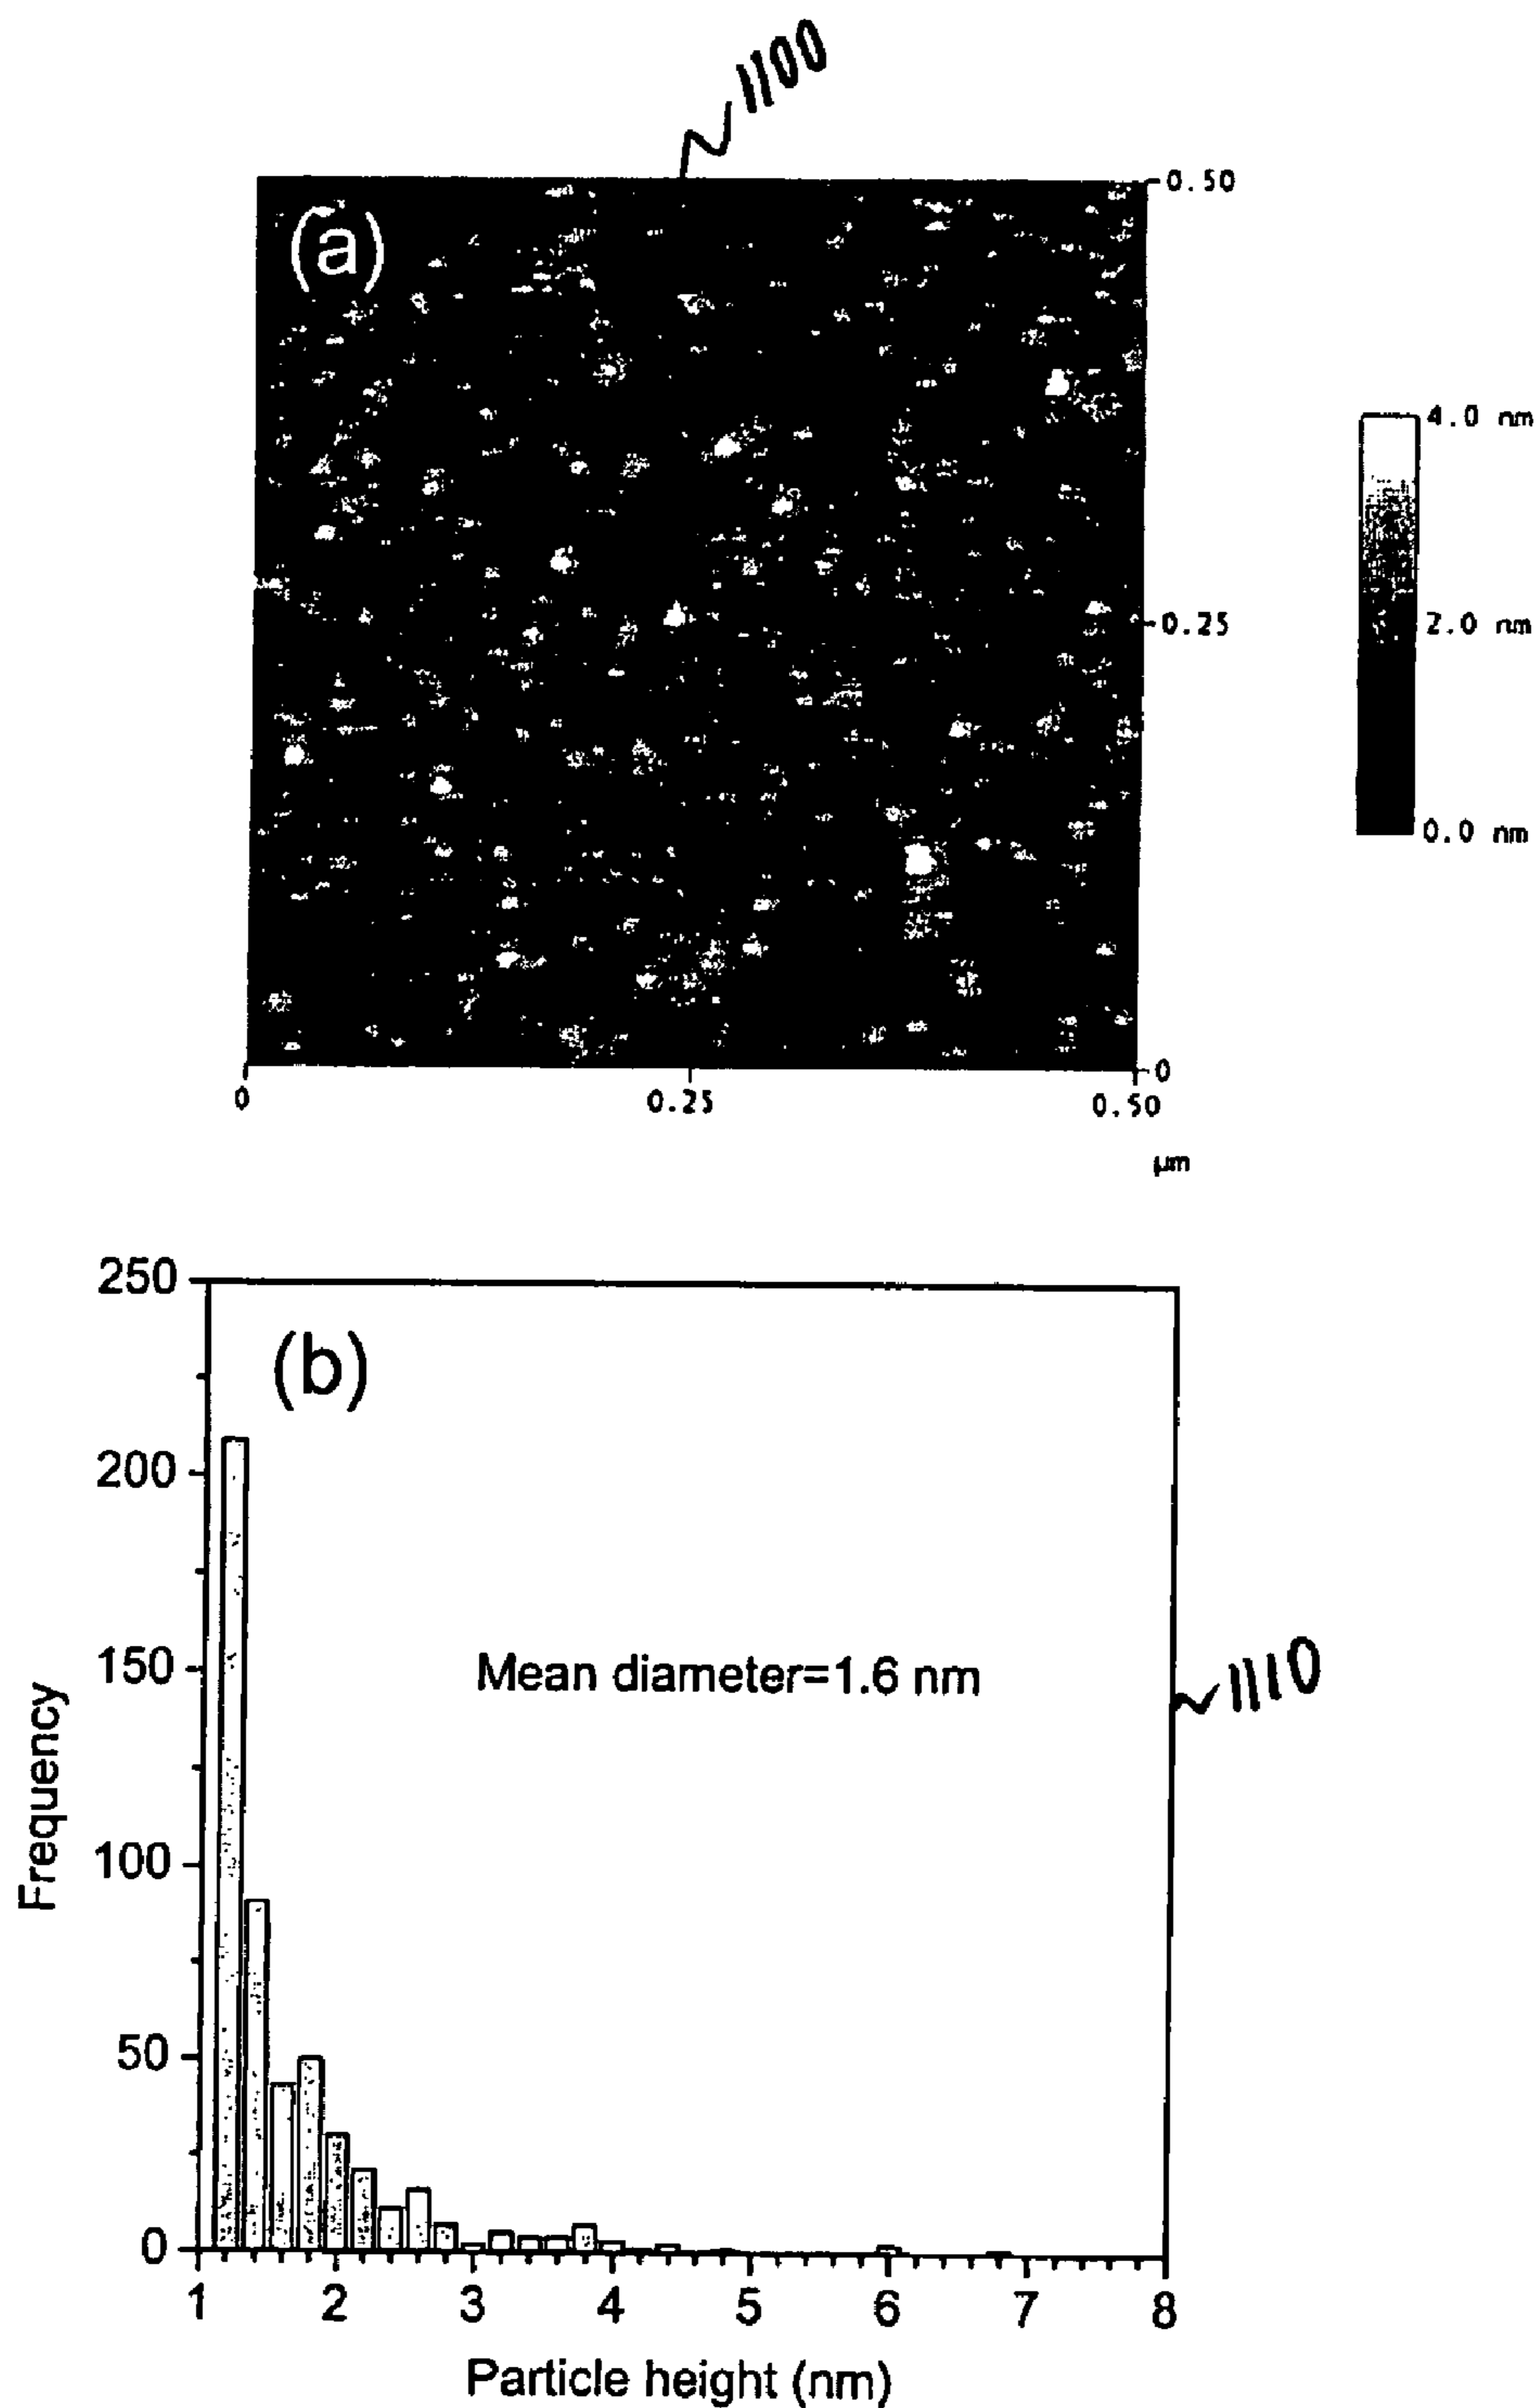 1100
(a)
0.50
4.0 nm
0.25
2.0 nm
0.0 nm
0
0 0.25 0.50
µm
250
(b)
200
150
Mean diameter=1.6 nm
1110
Frequency
100
50
0
1 2 3 4 5 6 7 8
Particle height (nm)